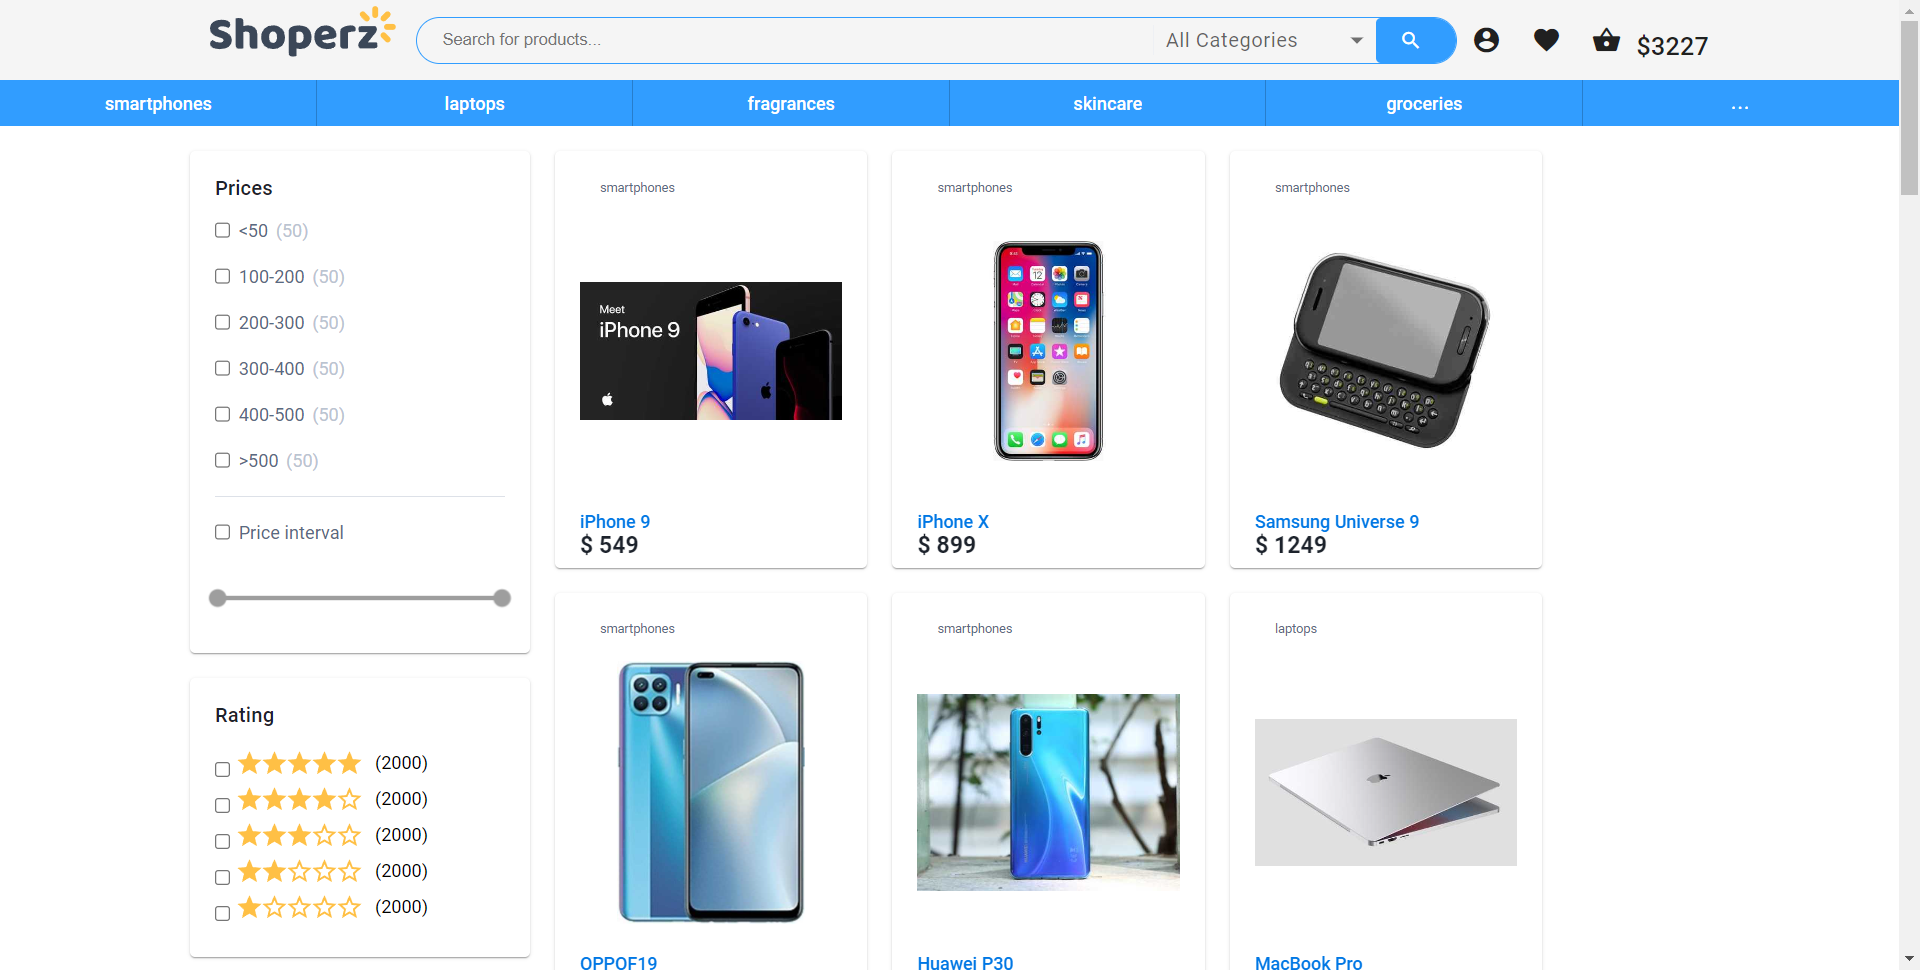 Shoperz
Search for products...
All Categories
$3227
smartphones
laptops
fragrances
skincare
groceries
...
Prices
<50 (50)
100-200 (50)
200-300 (50)
300-400 (50)
400-500 (50)
>500 (50)
Price interval
Rating
(2000)
(2000)
(2000)
(2000)
(2000)
smartphones
Meet
iPhone 9
iPhone 9
$ 549
smartphones
iPhone X
$ 899
smartphones
Samsung Universe 9
$ 1249
smartphones
OPPOF19
smartphones
Huawei P30
laptops
MacBook Pro